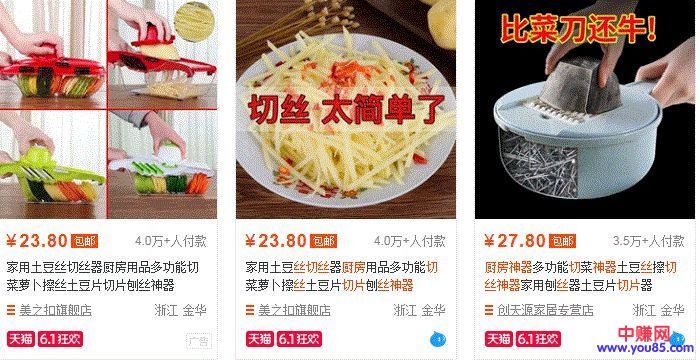 切丝 太简单了
比菜刀还牛!
¥23.80 包邮 4.0万+人付款
家用土豆丝切丝器厨房用品多功能切
菜萝卜擦丝土豆片切片刨丝神器
美之扣旗舰店 浙江 金华
天猫 6.1狂欢 广告
¥23.80 包邮 4.0万+人付款
家用土豆丝切丝器厨房用品多功能切
菜萝卜擦丝土豆片切片刨丝神器
美之扣旗舰店 浙江 金华
天猫 6.1狂欢
¥27.80 包邮 3.5万+人付款
厨房神器多功能切菜神器土豆丝擦切
丝神器家用刨丝器土豆片切片器
创天源家居专营店 浙江 金华
天猫 6.1狂欢
中赚网
www.you85.com